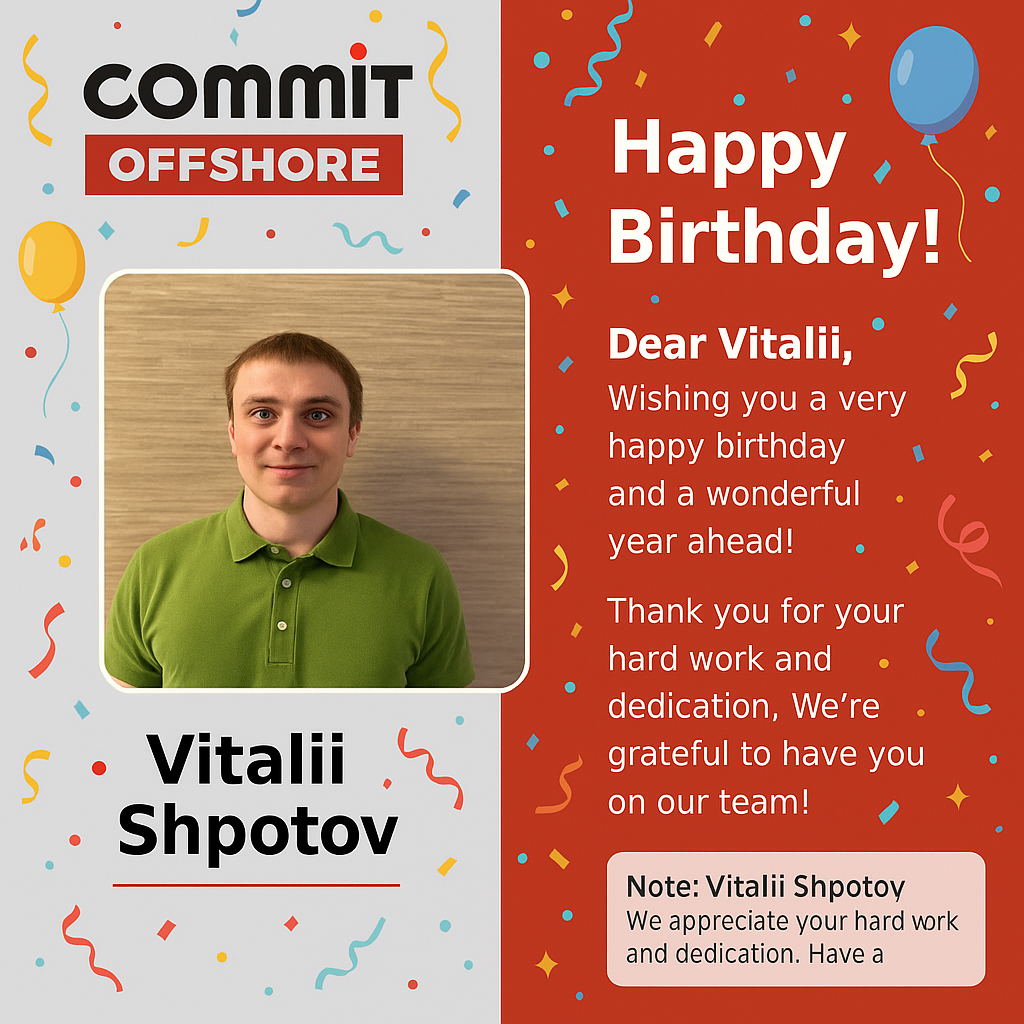 COMMIT
OFFSHORE
Vitalii
Shpotov
Happy
Birthday!
Dear Vitalii,
Wishing you a very
happy birthday
and a wonderful
year ahead!
Thank you for your
hard work and
dedication, We’re
grateful to have you
on our team!
Note: Vitalii Shpotoy
We appreciate your hard work
and dedication. Have a